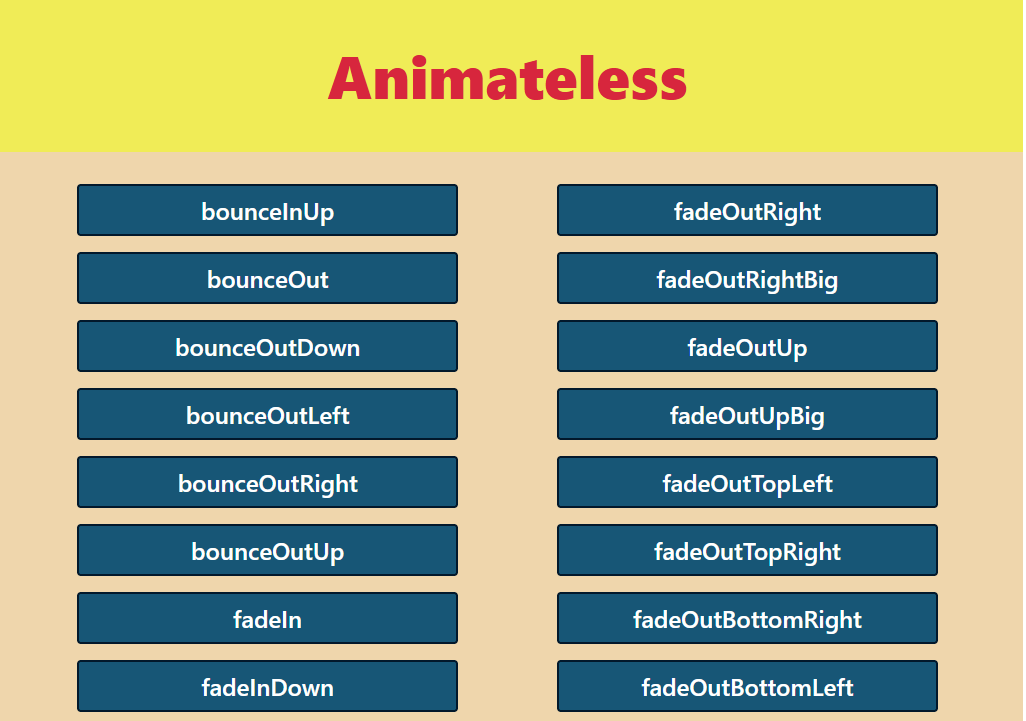 Animateless
bounceInUp
bounceOut
bounceOutDown
bounceOutLeft
bounceOutRight
bounceOutUp
fadeIn
fadeInDown
fadeOutRight
fadeOutRightBig
fadeOutUp
fadeOutUpBig
fadeOutTopLeft
fadeOutTopRight
fadeOutBottomRight
fadeOutBottomLeft